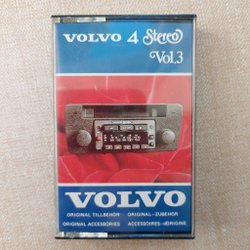 VOLVO 4 Stereo
Vol.3
VOLVO
ORIGINAL TILLBEHÖR · ORIGINAL-ZUBEHÖR
ORIGINAL ACCESSORIES · ACCESSOIRES D'ORIGINE